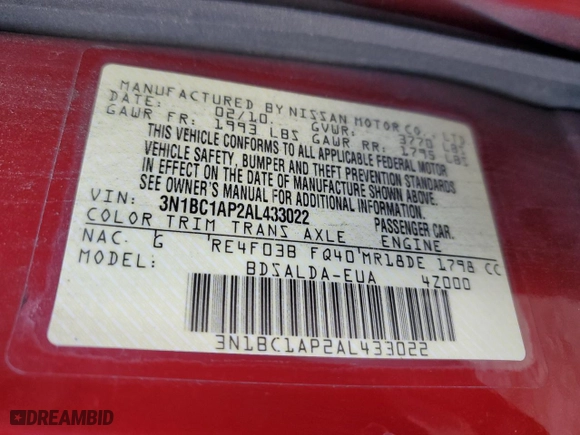 MANUFACTURED BY NISSAN MOTOR CO., LTD
DATE: 02/10 GVWR: 3770 LBS
GAWR FR: 1993 LBS GAWR RR: 1795 LBS
THIS VEHICLE CONFORMS TO ALL APPLICABLE FEDERAL MOTOR
VEHICLE SAFETY, BUMPER AND THEFT PREVENTION STANDARDS
IN EFFECT ON THE DATE OF MANUFACTURE SHOWN ABOVE.
SEE OWNER'S MANUAL FOR ADDITIONAL INFORMATION.
VIN: 3N1BC1AP2AL433022 PASSENGER CAR.
COLOR TRIM TRANS AXLE ENGINE
NAC G RE4F03B FQ40 MR18DE 1798 CC
MODEL: BDSALDA-EUA 4Z000
3N1BC1AP2AL433022
DREAMBID